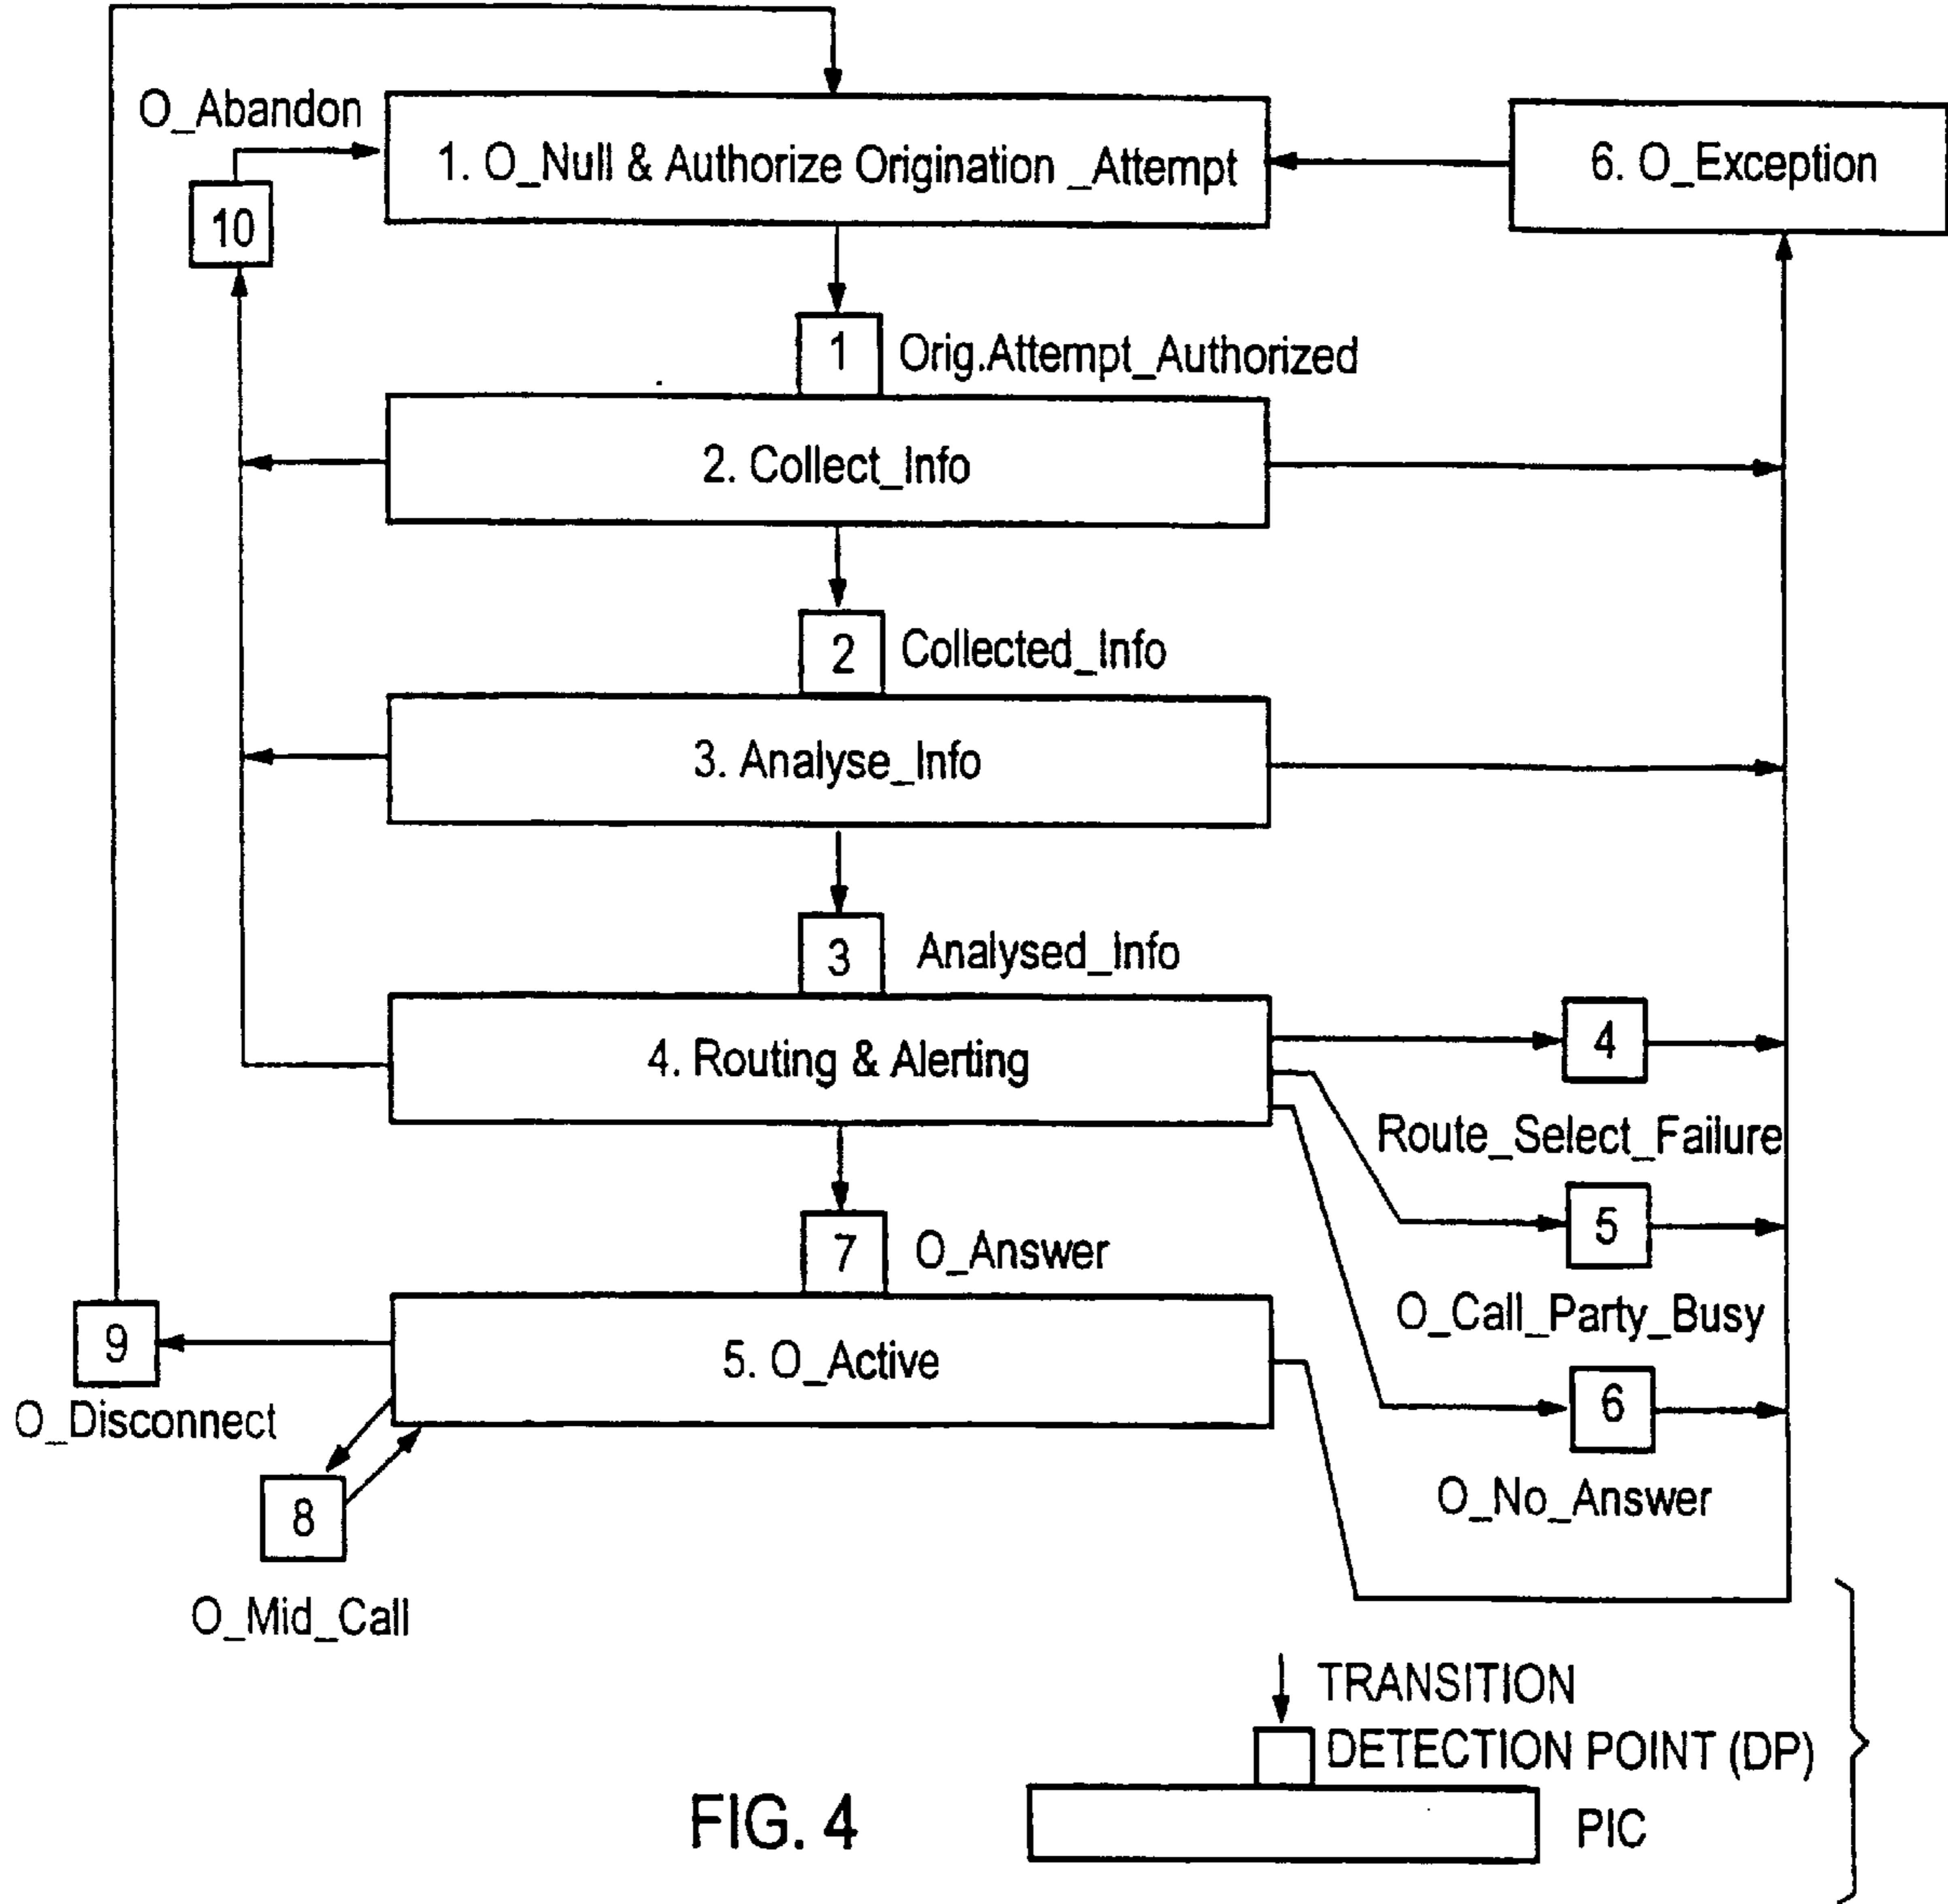 O_Abandon
1. O_Null & Authorize Origination _Attempt
6. O_Exception
10
1
Orig.Attempt_Authorized
2. Collect_Info
2
Collected_Info
3. Analyse_Info
3
Analysed_Info
4. Routing & Alerting
4
Route_Select_Failure
5
O_Call_Party_Busy
7
O_Answer
9
O_Disconnect
5. O_Active
6
O_No_Answer
8
O_Mid_Call
TRANSITION
DETECTION POINT (DP)
PIC
FIG. 4